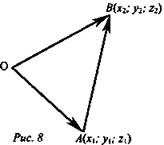 B(x₂; y₂; z₂)
O
Рис. 8
A(x₁; y₁; z₁)